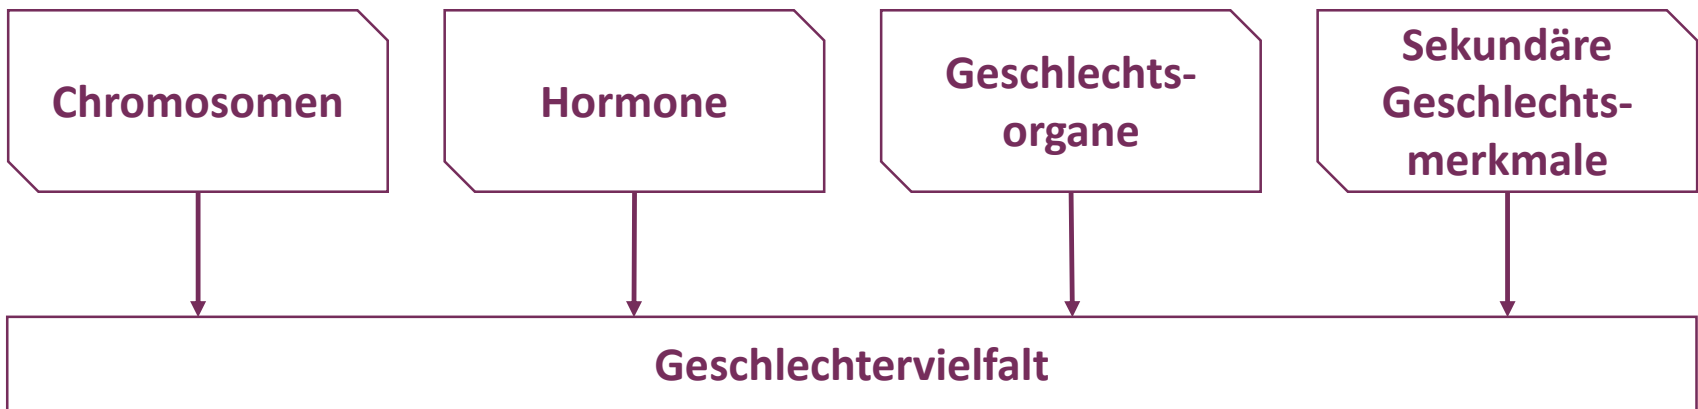 Chromosomen
Hormone
Geschlechts-
organe
Sekundäre
Geschlechts-
merkmale
Geschlechtervielfalt